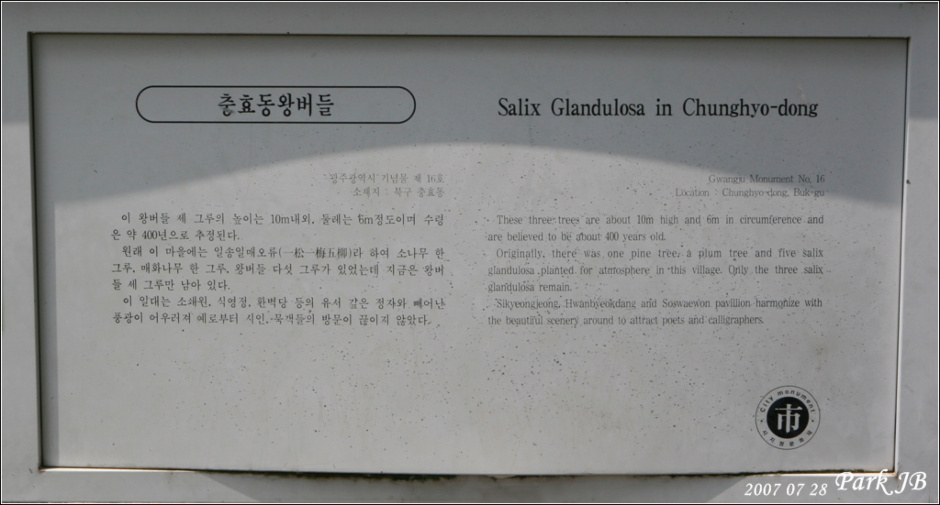 충효동왕버들
광주광역시 기념물 제 16호
소재지 : 북구 충효동
이 왕버들 세 그루의 높이는 10m내외, 둘레는 6m정도이며 수령
은 약 400년으로 추정된다.
원래 이 마을에는 일송일매오류(一松一梅五柳)라 하여 소나무 한
그루, 매화나무 한 그루, 왕버들 다섯 그루가 있었는데 지금은 왕버
들 세 그루만 남아 있다.
이 일대는 소쇄원, 식영정, 환벽당 등의 유서 깊은 정자와 빼어난
풍광이 어우러져 예로부터 시인, 묵객들의 방문이 끊이지 않았다.
Salix Glandulosa in Chunghyo-dong
Gwangju Monument No. 16
Location : Chunghyo-dong, Buk-gu
These three trees are about 10m high and 6m in circumference and
are believed to be about 400 years old.
Originally, there was one pine tree, a plum tree and five salix
glandulosa planted for atmosphere in this village. Only the three salix
glandulosa remain.
Sikyeongjeong, Hwanbyeokdang and Soswaewon pavillion harmonize with
the beautiful scenery around to attract poets and calligraphers.
City monument
市
2007 07 28 Park JB